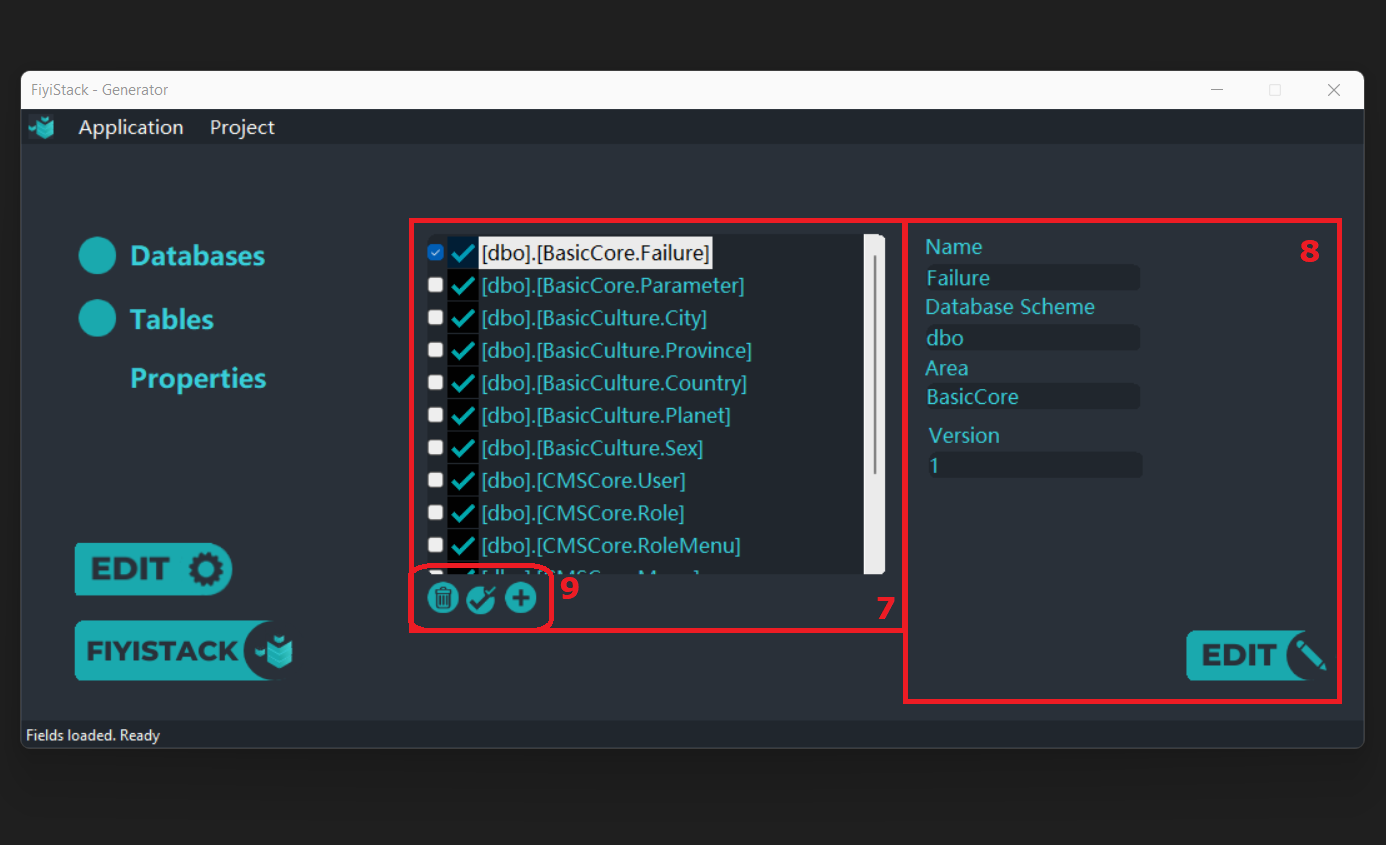 FiyiStack - Generator
Application Project
Databases
Tables
Properties
EDIT
FIYISTACK
[dbo].[BasicCore.Failure]
[dbo].[BasicCore.Parameter]
[dbo].[BasicCulture.City]
[dbo].[BasicCulture.Province]
[dbo].[BasicCulture.Country]
[dbo].[BasicCulture.Planet]
[dbo].[BasicCulture.Sex]
[dbo].[CMSCore.User]
[dbo].[CMSCore.Role]
[dbo].[CMSCore.RoleMenu]
9
7
8
Name
Failure
Database Scheme
dbo
Area
BasicCore
Version
1
EDIT
Fields loaded. Ready